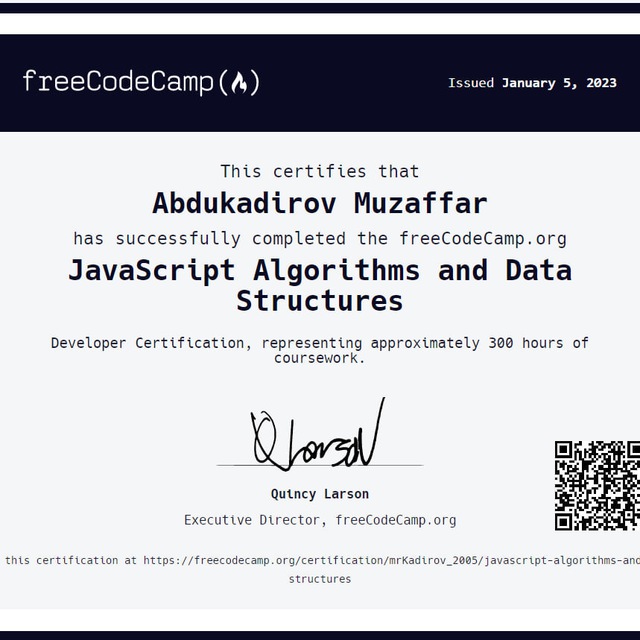 freeCodeCamp(🔥)
Issued January 5, 2023
This certifies that
Abdukadirov Muzaffar
has successfully completed the freeCodeCamp.org
JavaScript Algorithms and Data
Structures
Developer Certification, representing approximately 300 hours of
coursework.
Q Larson
Quincy Larson
Executive Director, freeCodeCamp.org
this certification at https://freecodecamp.org/certification/mrKadirov_2005/javascript-algorithms-and
structures